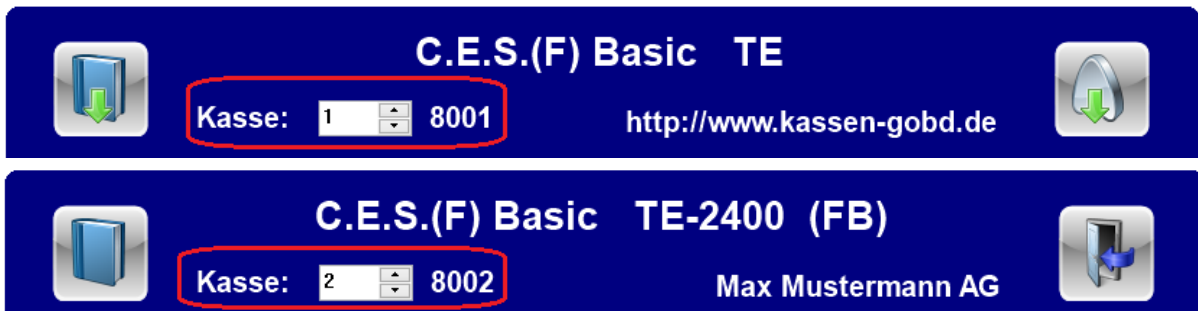 C.E.S.(F) Basic TE
Kasse: 1 8001
http://www.kassen-gobd.de
C.E.S.(F) Basic TE-2400 (FB)
Kasse: 2 8002
Max Mustermann AG